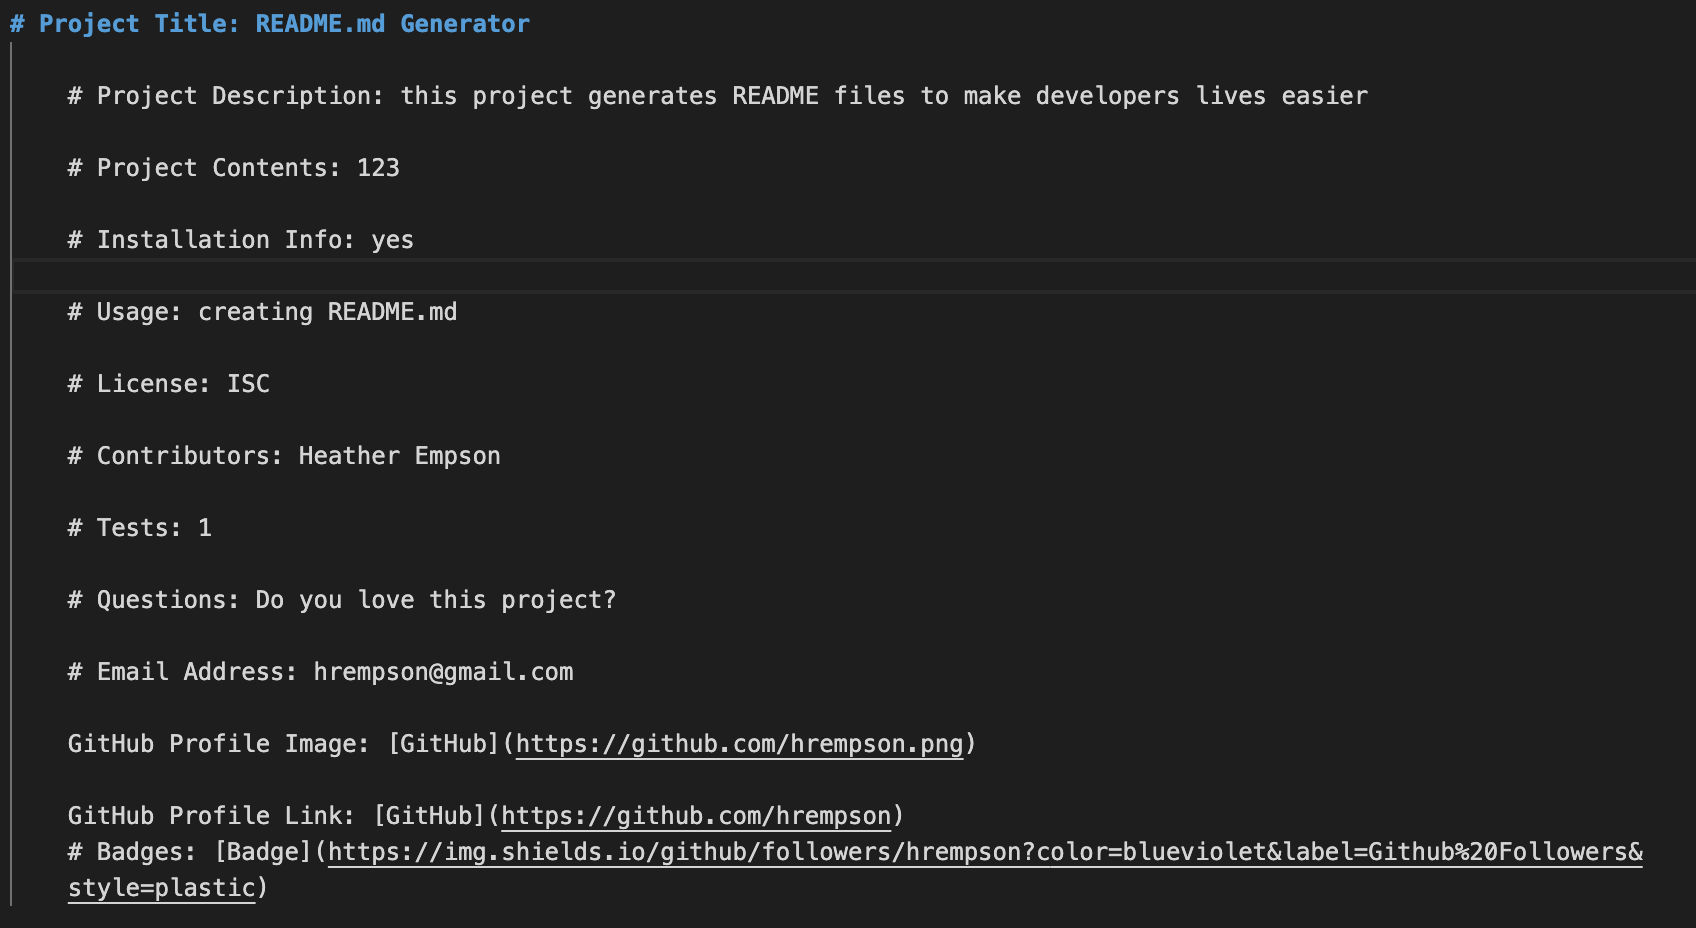 # Project Title: README.md Generator
# Project Description: this project generates README files to make developers lives easier
# Project Contents: 123
# Installation Info: yes
# Usage: creating README.md
# License: ISC
# Contributors: Heather Empson
# Tests: 1
# Questions: Do you love this project?
# Email Address: hrempson@gmail.com
GitHub Profile Image: [GitHub](https://github.com/hrempson.png)
GitHub Profile Link: [GitHub](https://github.com/hrempson)
# Badges: [Badge](https://img.shields.io/github/followers/hrempson?color=blueviolet&label=Github%20Followers&
style=plastic)